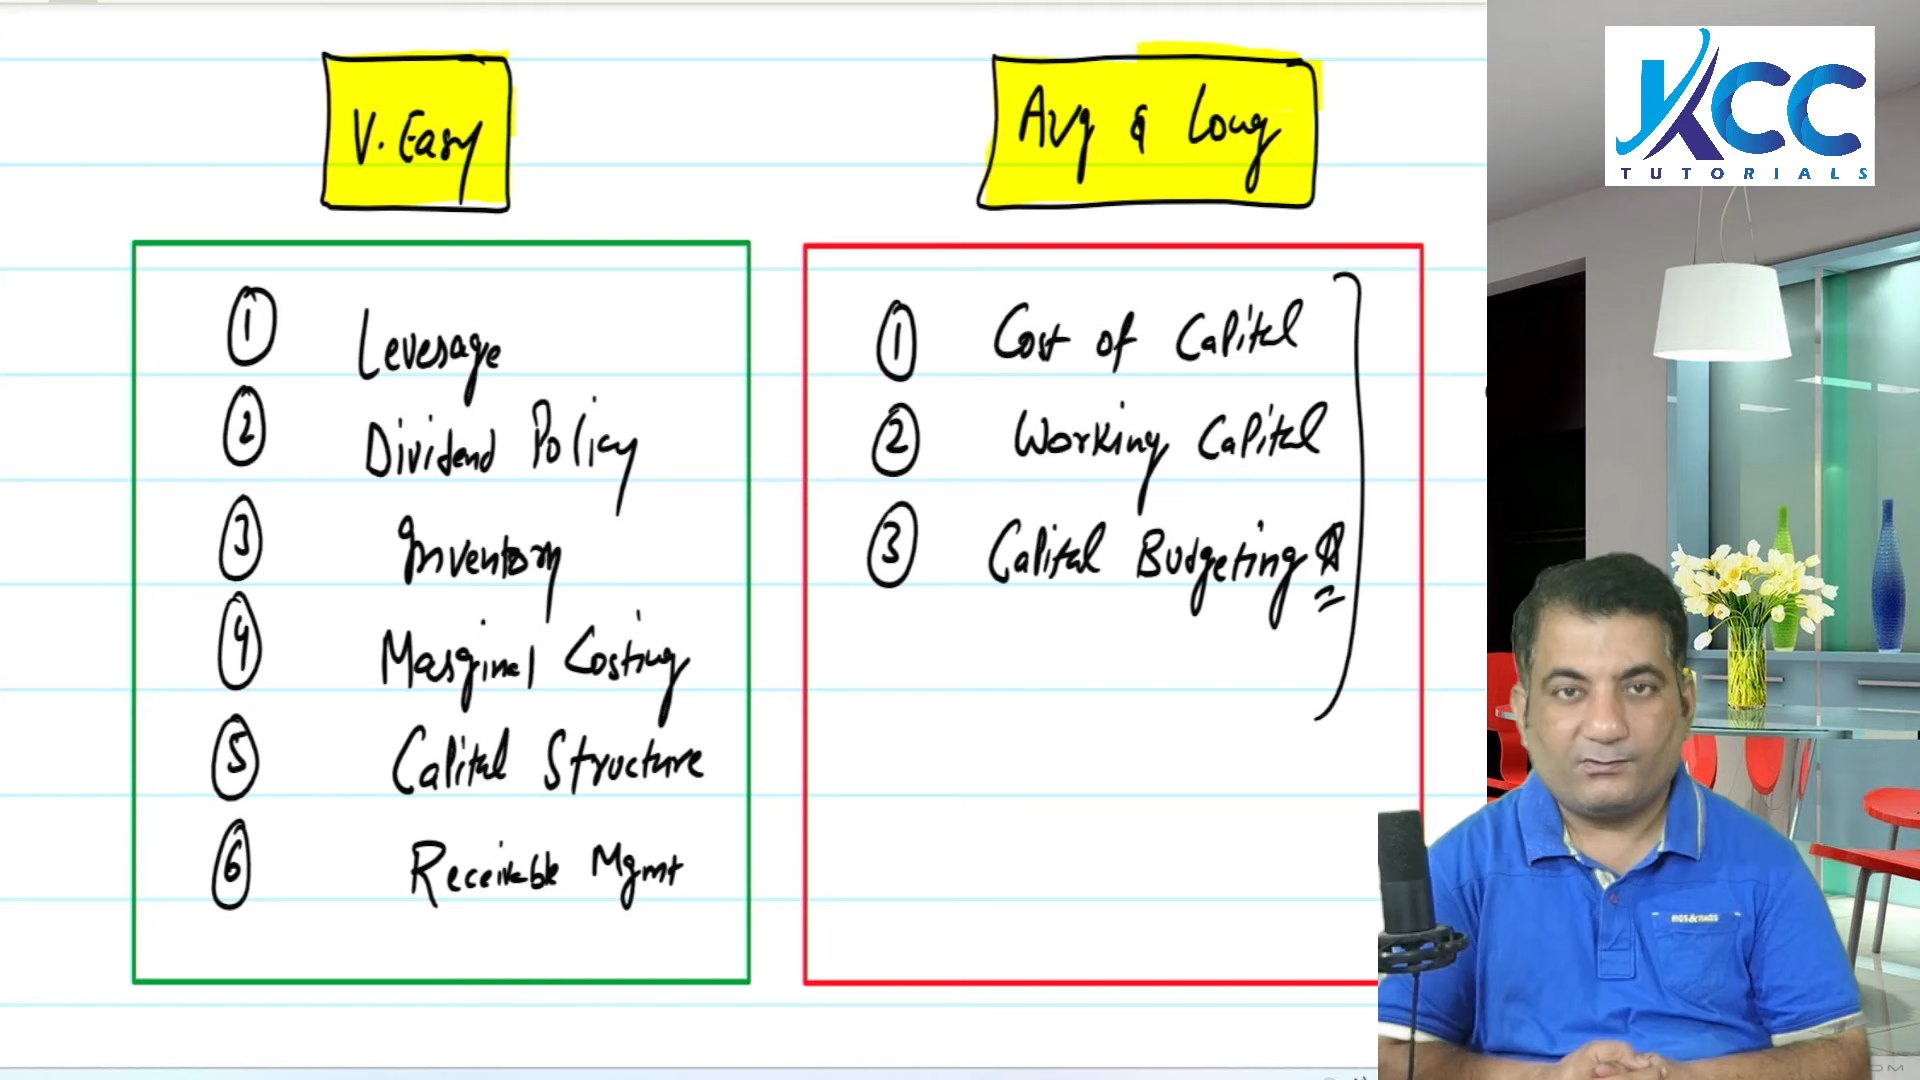 V. Easy
Avg & Long
① Leverage
② Dividend Policy
③ Inventory
④ Marginal Costing
⑤ Capital Structure
⑥ Receivable Mgmt
① Cost of Capital
② Working Capital
③ Capital Budgeting
KCC
TUTORIALS